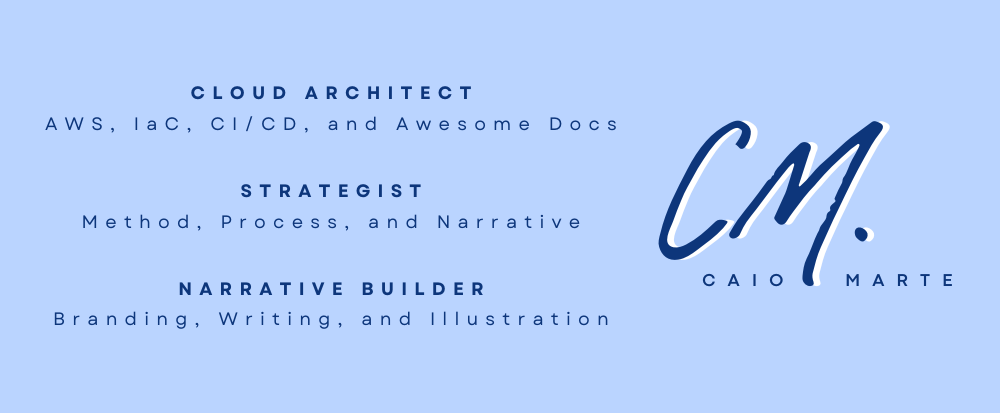 CLOUD ARCHITECT
AWS, IaC, CI/CD, and Awesome Docs
STRATEGIST
Method, Process, and Narrative
NARRATIVE BUILDER
Branding, Writing, and Illustration
CM.
CAIO MARTE